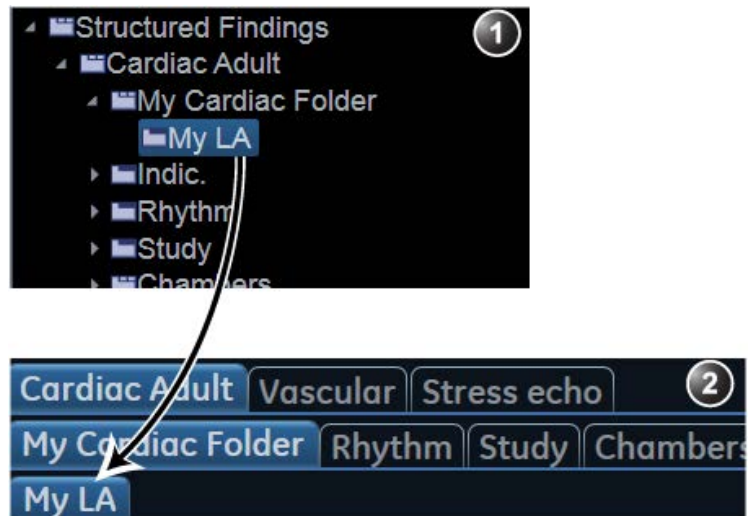 Structured Findings
1
Cardiac Adult
My Cardiac Folder
My LA
Indic.
Rhythm
Study
Chambers
Cardiac Adult Vascular Stress echo 2
My Cardiac Folder Rhythm Study Chambers
My LA